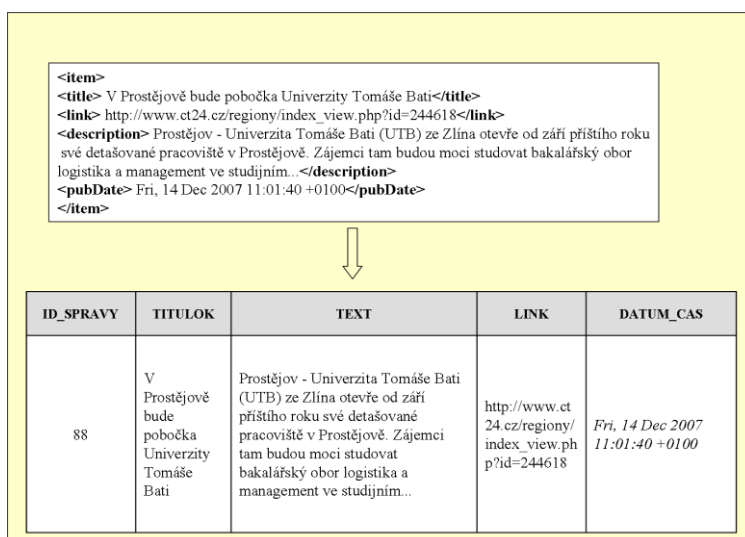 <item>
<title> V Prostějově bude pobočka Univerzity Tomáše Bati</title>
<link> http://www.ct24.cz/regiony/index_view.php?id=244618</link>
<description> Prostějov - Univerzita Tomáše Bati (UTB) ze Zlína otevře od září příštího roku
své detašované pracoviště v Prostějově. Zájemci tam budou moci studovat bakalářský obor
logistika a management ve studijním...</description>
<pubDate> Fri, 14 Dec 2007 11:01:40 +0100</pubDate>
</item>
ID_SPRAVY
TITULOK
TEXT
LINK
DATUM_CAS
88
V
Prostějově
bude
pobočka
Univerzity
Tomáše
Bati
Prostějov - Univerzita Tomáše Bati
(UTB) ze Zlína otevře od září
příštího roku své detašované
pracoviště v Prostějově. Zájemci
tam budou moci studovat
bakalářský obor logistika a
management ve studijním...
http://www.ct
24.cz/regiony/
index_view.ph
p?id=244618
Fri, 14 Dec 2007
11:01:40 +0100